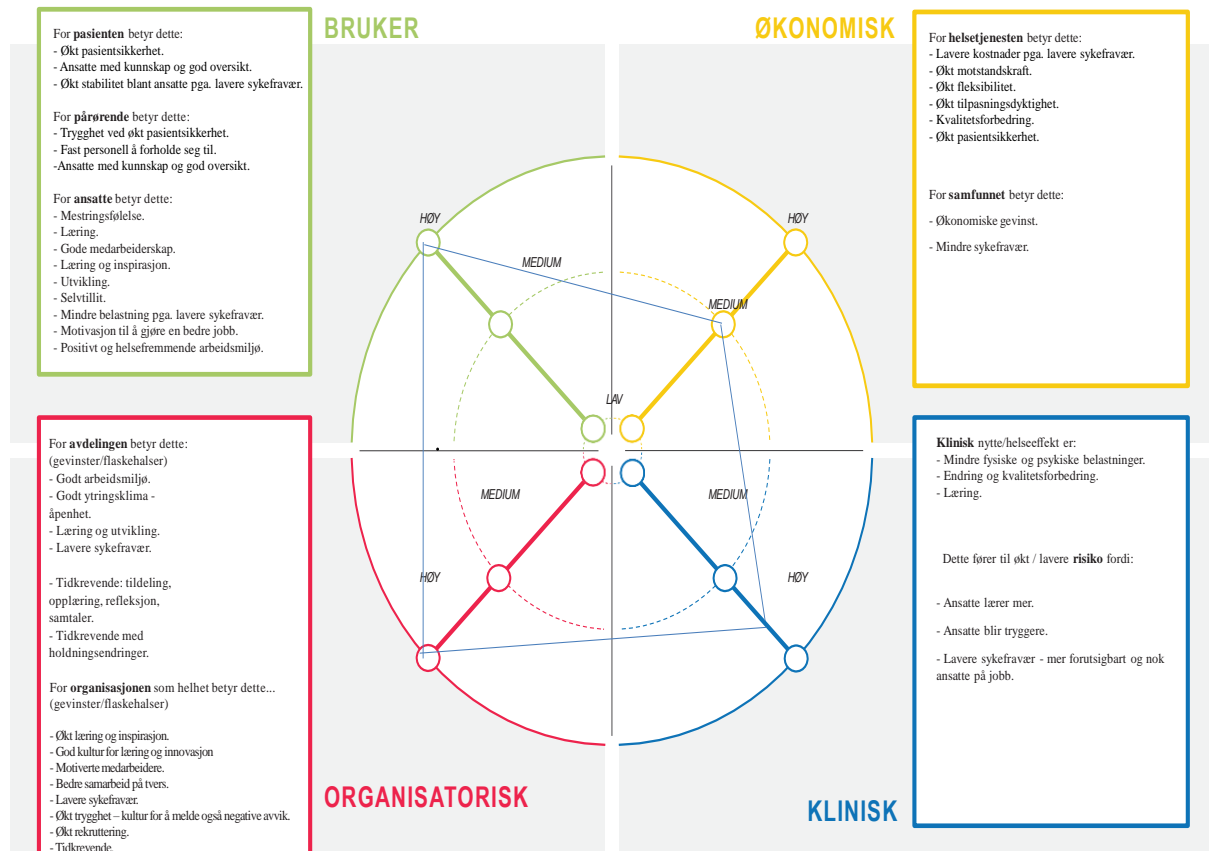 BRUKER
For pasienten betyr dette:
- Økt pasientsikkerhet.
- Ansatte med kunnskap og god oversikt.
- Økt stabilitet blant ansatte pga. lavere sykefravær.
For pårørende betyr dette:
- Trygghet ved økt pasientsikkerhet.
- Fast personell å forholde seg til.
-Ansatte med kunnskap og god oversikt.
For ansatte betyr dette:
- Mestringsfølelse.
- Læring.
- Gode medarbeiderskap.
- Læring og inspirasjon.
- Utvikling.
- Selvtillit.
- Mindre belastning pga. lavere sykefravær.
- Motivasjon til å gjøre en bedre jobb.
- Positivt og helsefremmende arbeidsmiljø.
ØKONOMISK
For helsetjenesten betyr dette:
- Lavere kostnader pga. lavere sykefravær.
- Økt motstandskraft.
- Økt fleksibilitet.
- Økt tilpasningsdyktighet.
- Kvalitetsforbedring.
- Økt pasientsikkerhet.
For samfunnet betyr dette:
- Økonomiske gevinst.
- Mindre sykefravær.
HØY
HØY
MEDIUM
MEDIUM
LAV
MEDIUM
MEDIUM
HØY
HØY
For avdelingen betyr dette:
(gevinster/flaskehalser)
- Godt arbeidsmiljø.
- Godt ytringsklima -
åpenhet.
- Læring og utvikling.
- Lavere sykefravær.
- Tidkrevende: tildeling,
opplæring, refleksjon,
samtaler.
- Tidkrevende med
holdningsendringer.
For organisasjonen som helhet betyr dette...
(gevinster/flaskehalser)
- Økt læring og inspirasjon.
- God kultur for læring og innovasjon
- Motiverte medarbeidere.
- Bedre samarbeid på tvers.
- Lavere sykefravær.
- Økt trygghet – kultur for å melde også negative avvik.
- Økt rekruttering.
- Tidkrevende.
ORGANISATORISK
Klinisk nytte/helseeffekt er:
- Mindre fysiske og psykiske belastninger.
- Endring og kvalitetsforbedring.
- Læring.
Dette fører til økt / lavere risiko fordi:
- Ansatte lærer mer.
- Ansatte blir tryggere.
- Lavere sykefravær - mer forutsigbart og nok
ansatte på jobb.
KLINISK